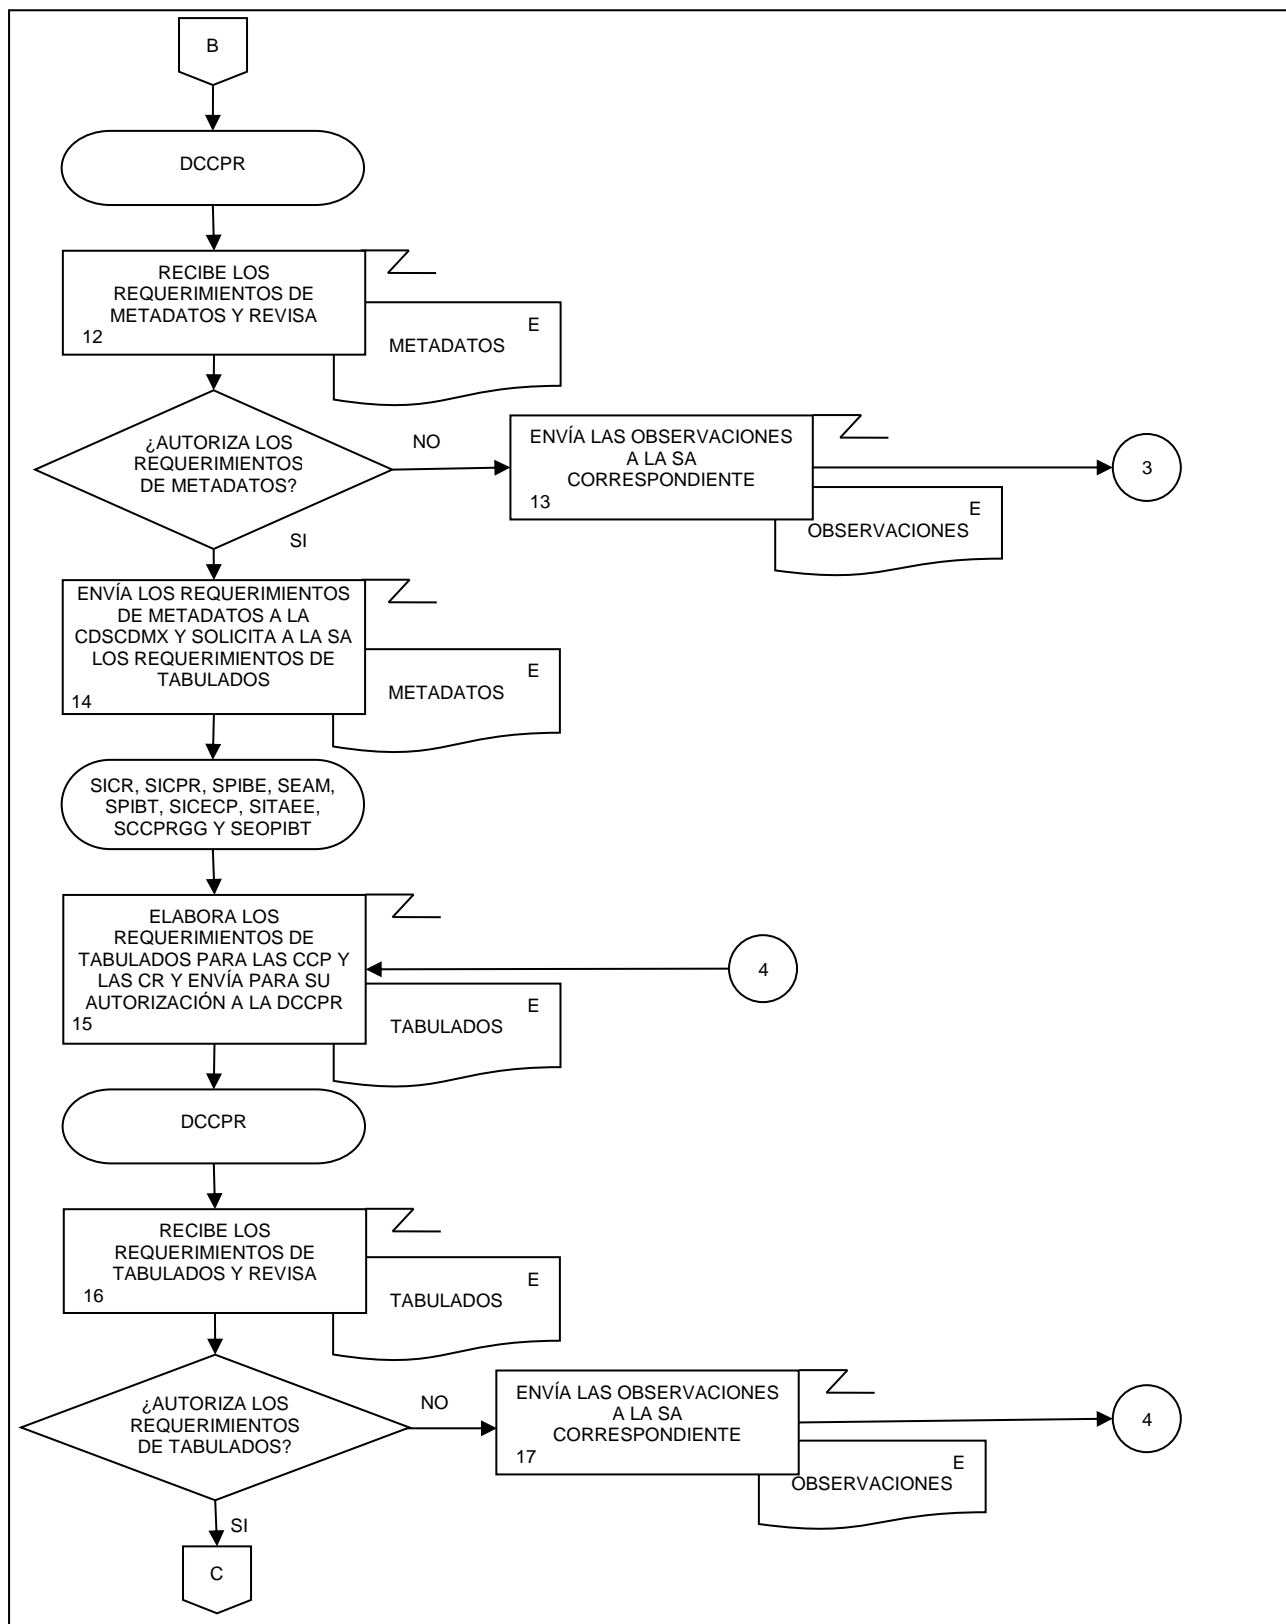 B
DCCPR
RECIBE LOS
REQUERIMIENTOS DE
METADATOS Y REVISA
12
E
METADATOS
¿AUTORIZA LOS
REQUERIMIENTOS
DE METADATOS?
NO
SI
ENVÍA LAS OBSERVACIONES
A LA SA
CORRESPONDIENTE
13
E
OBSERVACIONES
3
ENVÍA LOS REQUERIMIENTOS
DE METADATOS A LA
CDSCDMX Y SOLICITA A LA SA
LOS REQUERIMIENTOS DE
TABULADOS
14
E
METADATOS
SICR, SICPR, SPIBE, SEAM,
SPIBT, SICECP, SITAEE,
SCCPRGG Y SEOPIBT
ELABORA LOS
REQUERIMIENTOS DE
TABULADOS PARA LAS CCP Y
LAS CR Y ENVÍA PARA SU
AUTORIZACIÓN A LA DCCPR
15
4
E
TABULADOS
DCCPR
RECIBE LOS
REQUERIMIENTOS DE
TABULADOS Y REVISA
16
E
TABULADOS
¿AUTORIZA LOS
REQUERIMIENTOS
DE TABULADOS?
NO
SI
ENVÍA LAS OBSERVACIONES
A LA SA
CORRESPONDIENTE
17
E
OBSERVACIONES
4
C